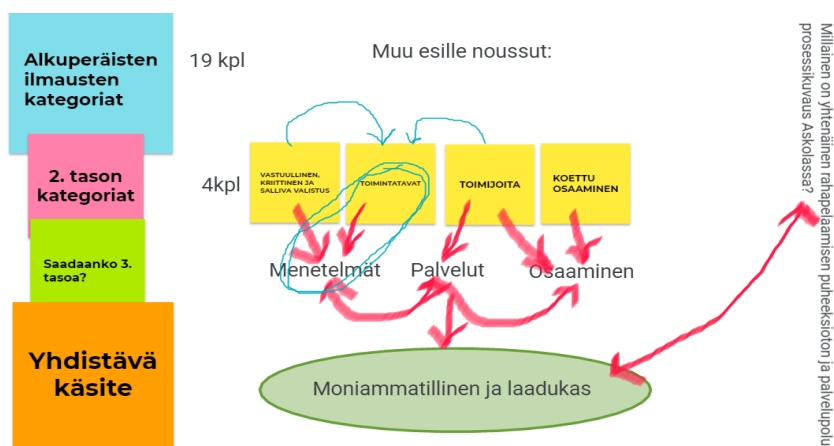 Alkuperäisten
ilmausten
kategoriat
19 kpl
Muu esille noussut:
2. tason
kategoriat
4kpl
VASTUULLINEN,
KRIITTINEN JA
SALLIVA VALISTUS
TOIMINTATAVAT
TOIMIJOITA
KOETTU
OSAAMINEN
Saadaanko 3.
tasoa?
Menetelmät
Palvelut
Osaaminen
Yhdistävä
käsite
Moniammatillinen ja laadukas
Millainen on yhtenäinen rahapelaamisen puheeksioton ja palvelupolu
prosessikuvaus Askolassa?